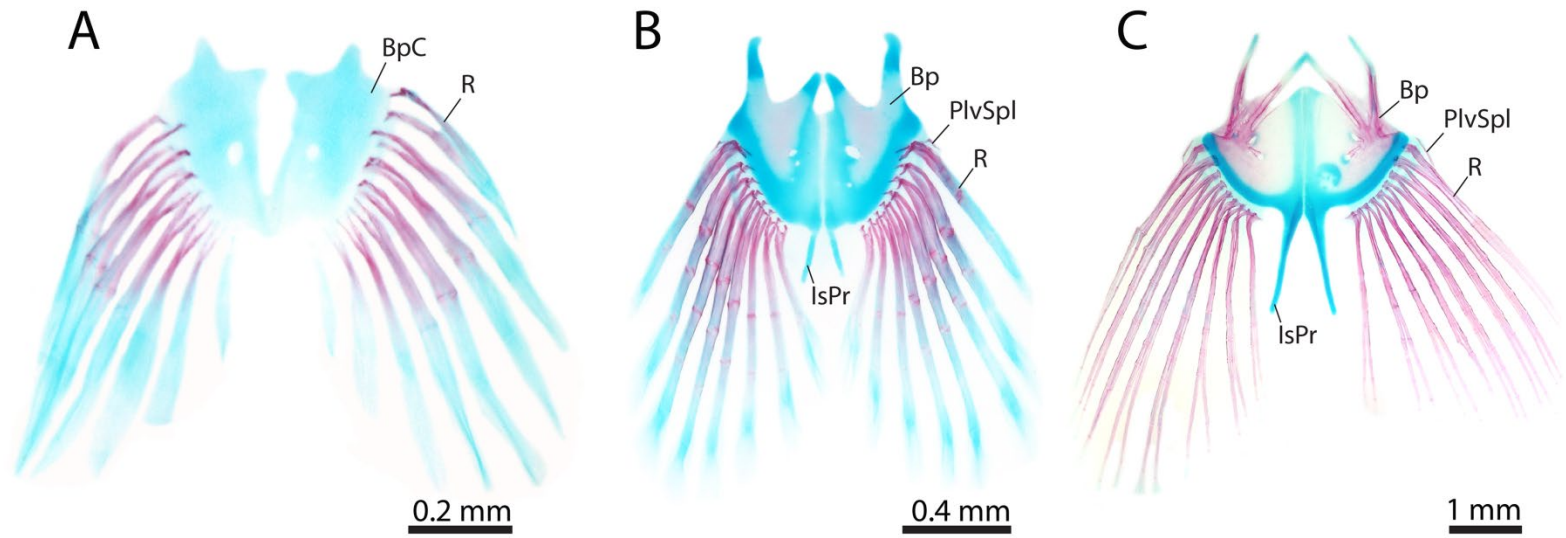 A
BpC
R
0.2 mm
B
Bp
PlvSpl
R
IsPr
0.4 mm
C
Bp
PlvSpl
R
IsPr
1 mm